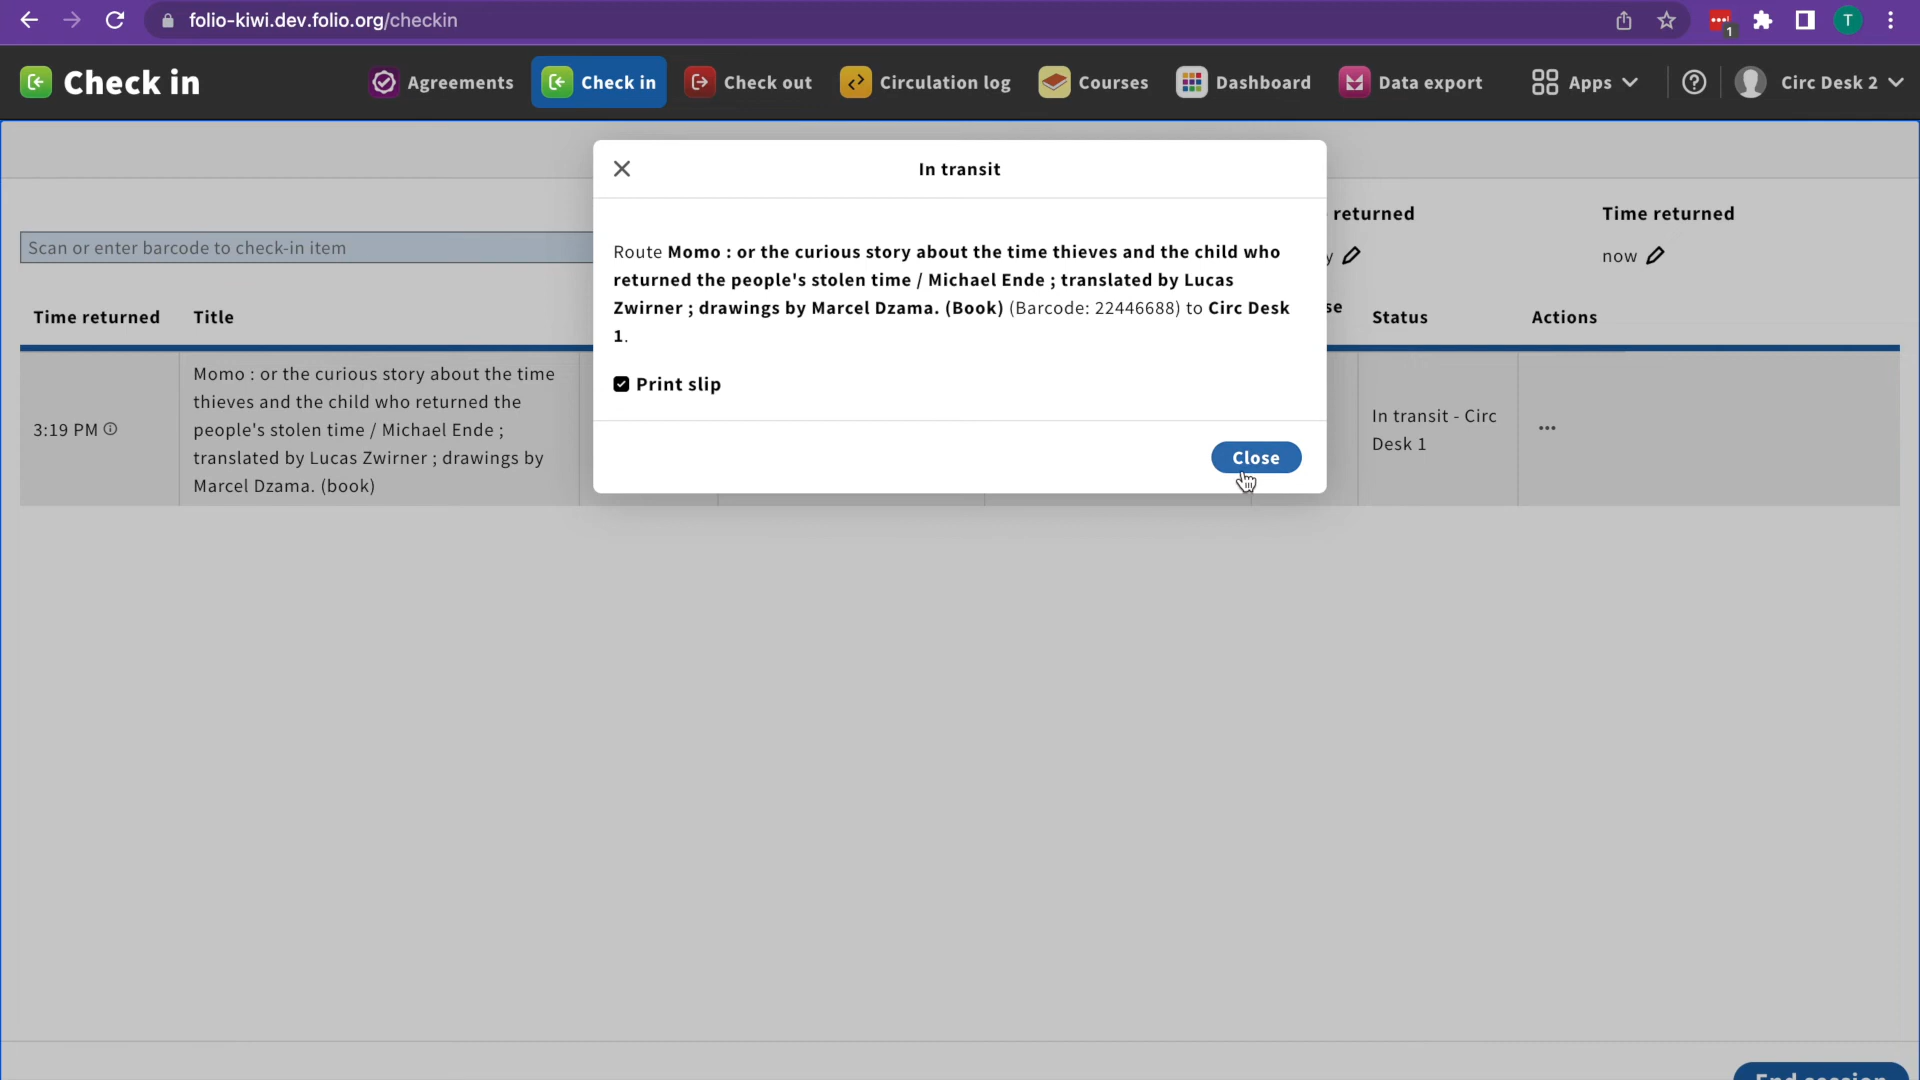 folio-kiwi.dev.folio.org/checkin
1
T
Check in
Agreements
Check in
Check out
Circulation log
Courses
Dashboard
Data export
Apps
Circ Desk 2
In transit
Route Momo : or the curious story about the time thieves and the child who
returned the people's stolen time / Michael Ende ; translated by Lucas
Zwirner ; drawings by Marcel Dzama. (Book) (Barcode: 22446688) to Circ Desk
1.
Print slip
Close
returned
Time returned
Scan or enter barcode to check-in item
y
now
Time returned
Title
se
Status
Actions
3:19 PM
Momo : or the curious story about the time
thieves and the child who returned the
people's stolen time / Michael Ende ;
translated by Lucas Zwirner ; drawings by
Marcel Dzama. (book)
In transit - Circ
Desk 1
...
End session